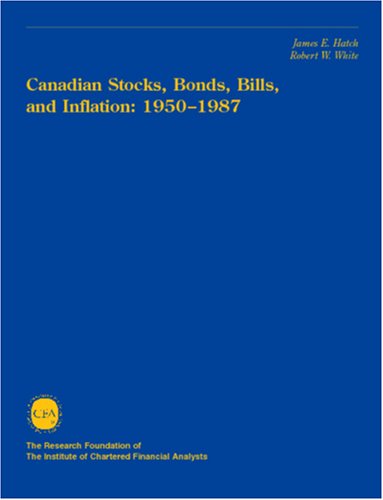 James E. Hatch
Robert W. White
Canadian Stocks, Bonds, Bills,
and Inflation: 1950–1987
CFA
The Research Foundation of
The Institute of Chartered Financial Analysts